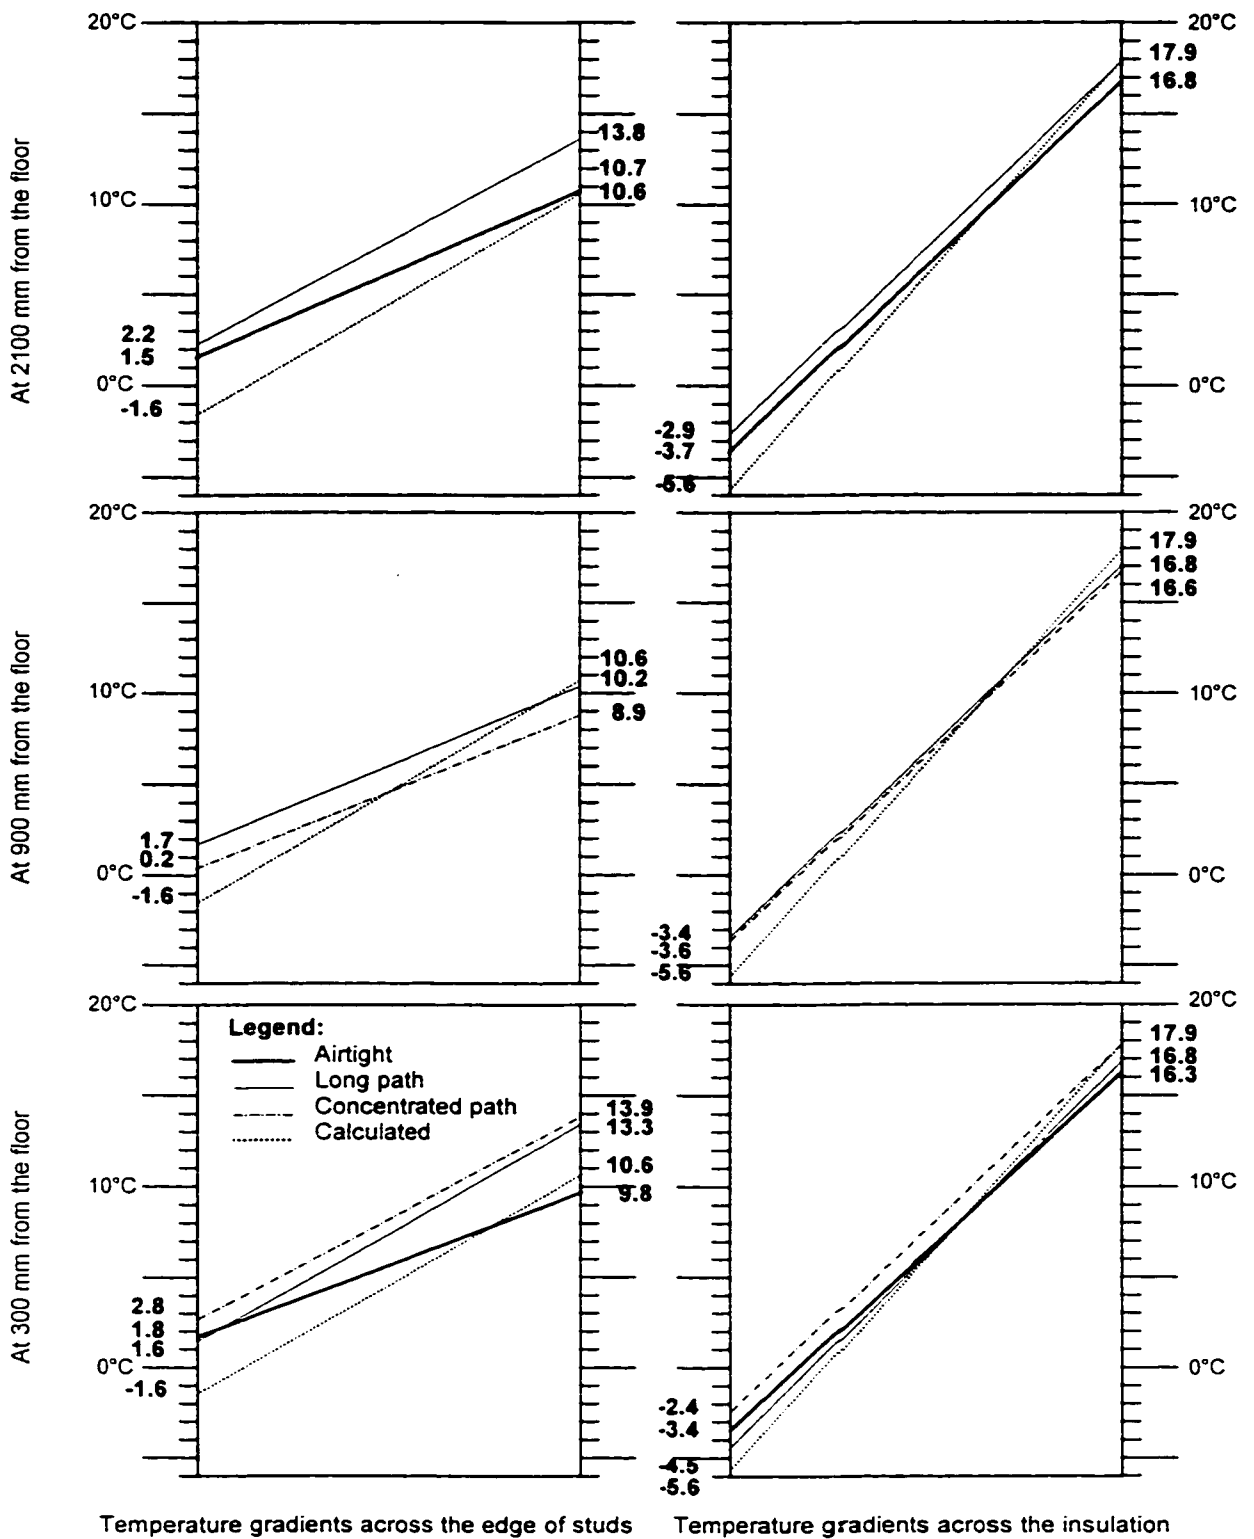 At 2100 mm from the floor
20°C
13.8
10.7
10.6
10°C
2.2
1.5
0°C
-1.6
20°C
17.9
16.8
10°C
0°C
-2.9
-3.7
-5.6
At 900 mm from the floor
20°C
10.6
10.2
8.9
10°C
1.7
0.2
0°C
-1.6
20°C
17.9
16.8
16.6
10°C
0°C
-3.4
-3.6
-5.6
At 300 mm from the floor
20°C
Legend:
Airtight
Long path
Concentrated path
Calculated
13.9
13.3
10.6
9.8
10°C
2.8
1.8
1.6
0°C
-1.6
20°C
17.9
16.8
16.3
10°C
0°C
-2.4
-3.4
-4.5
-5.6
Temperature gradients across the edge of studs
Temperature gradients across the insulation